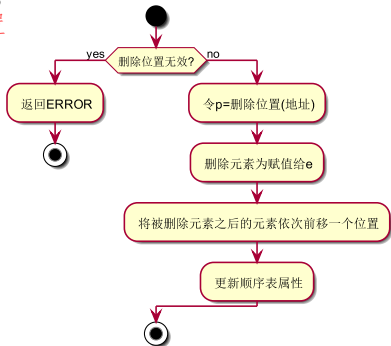 yes
删除位置无效?
no
返回ERROR
令p=删除位置(地址)
删除元素为赋值给e
将被删除元素之后的元素依次前移一个位置
更新顺序表属性